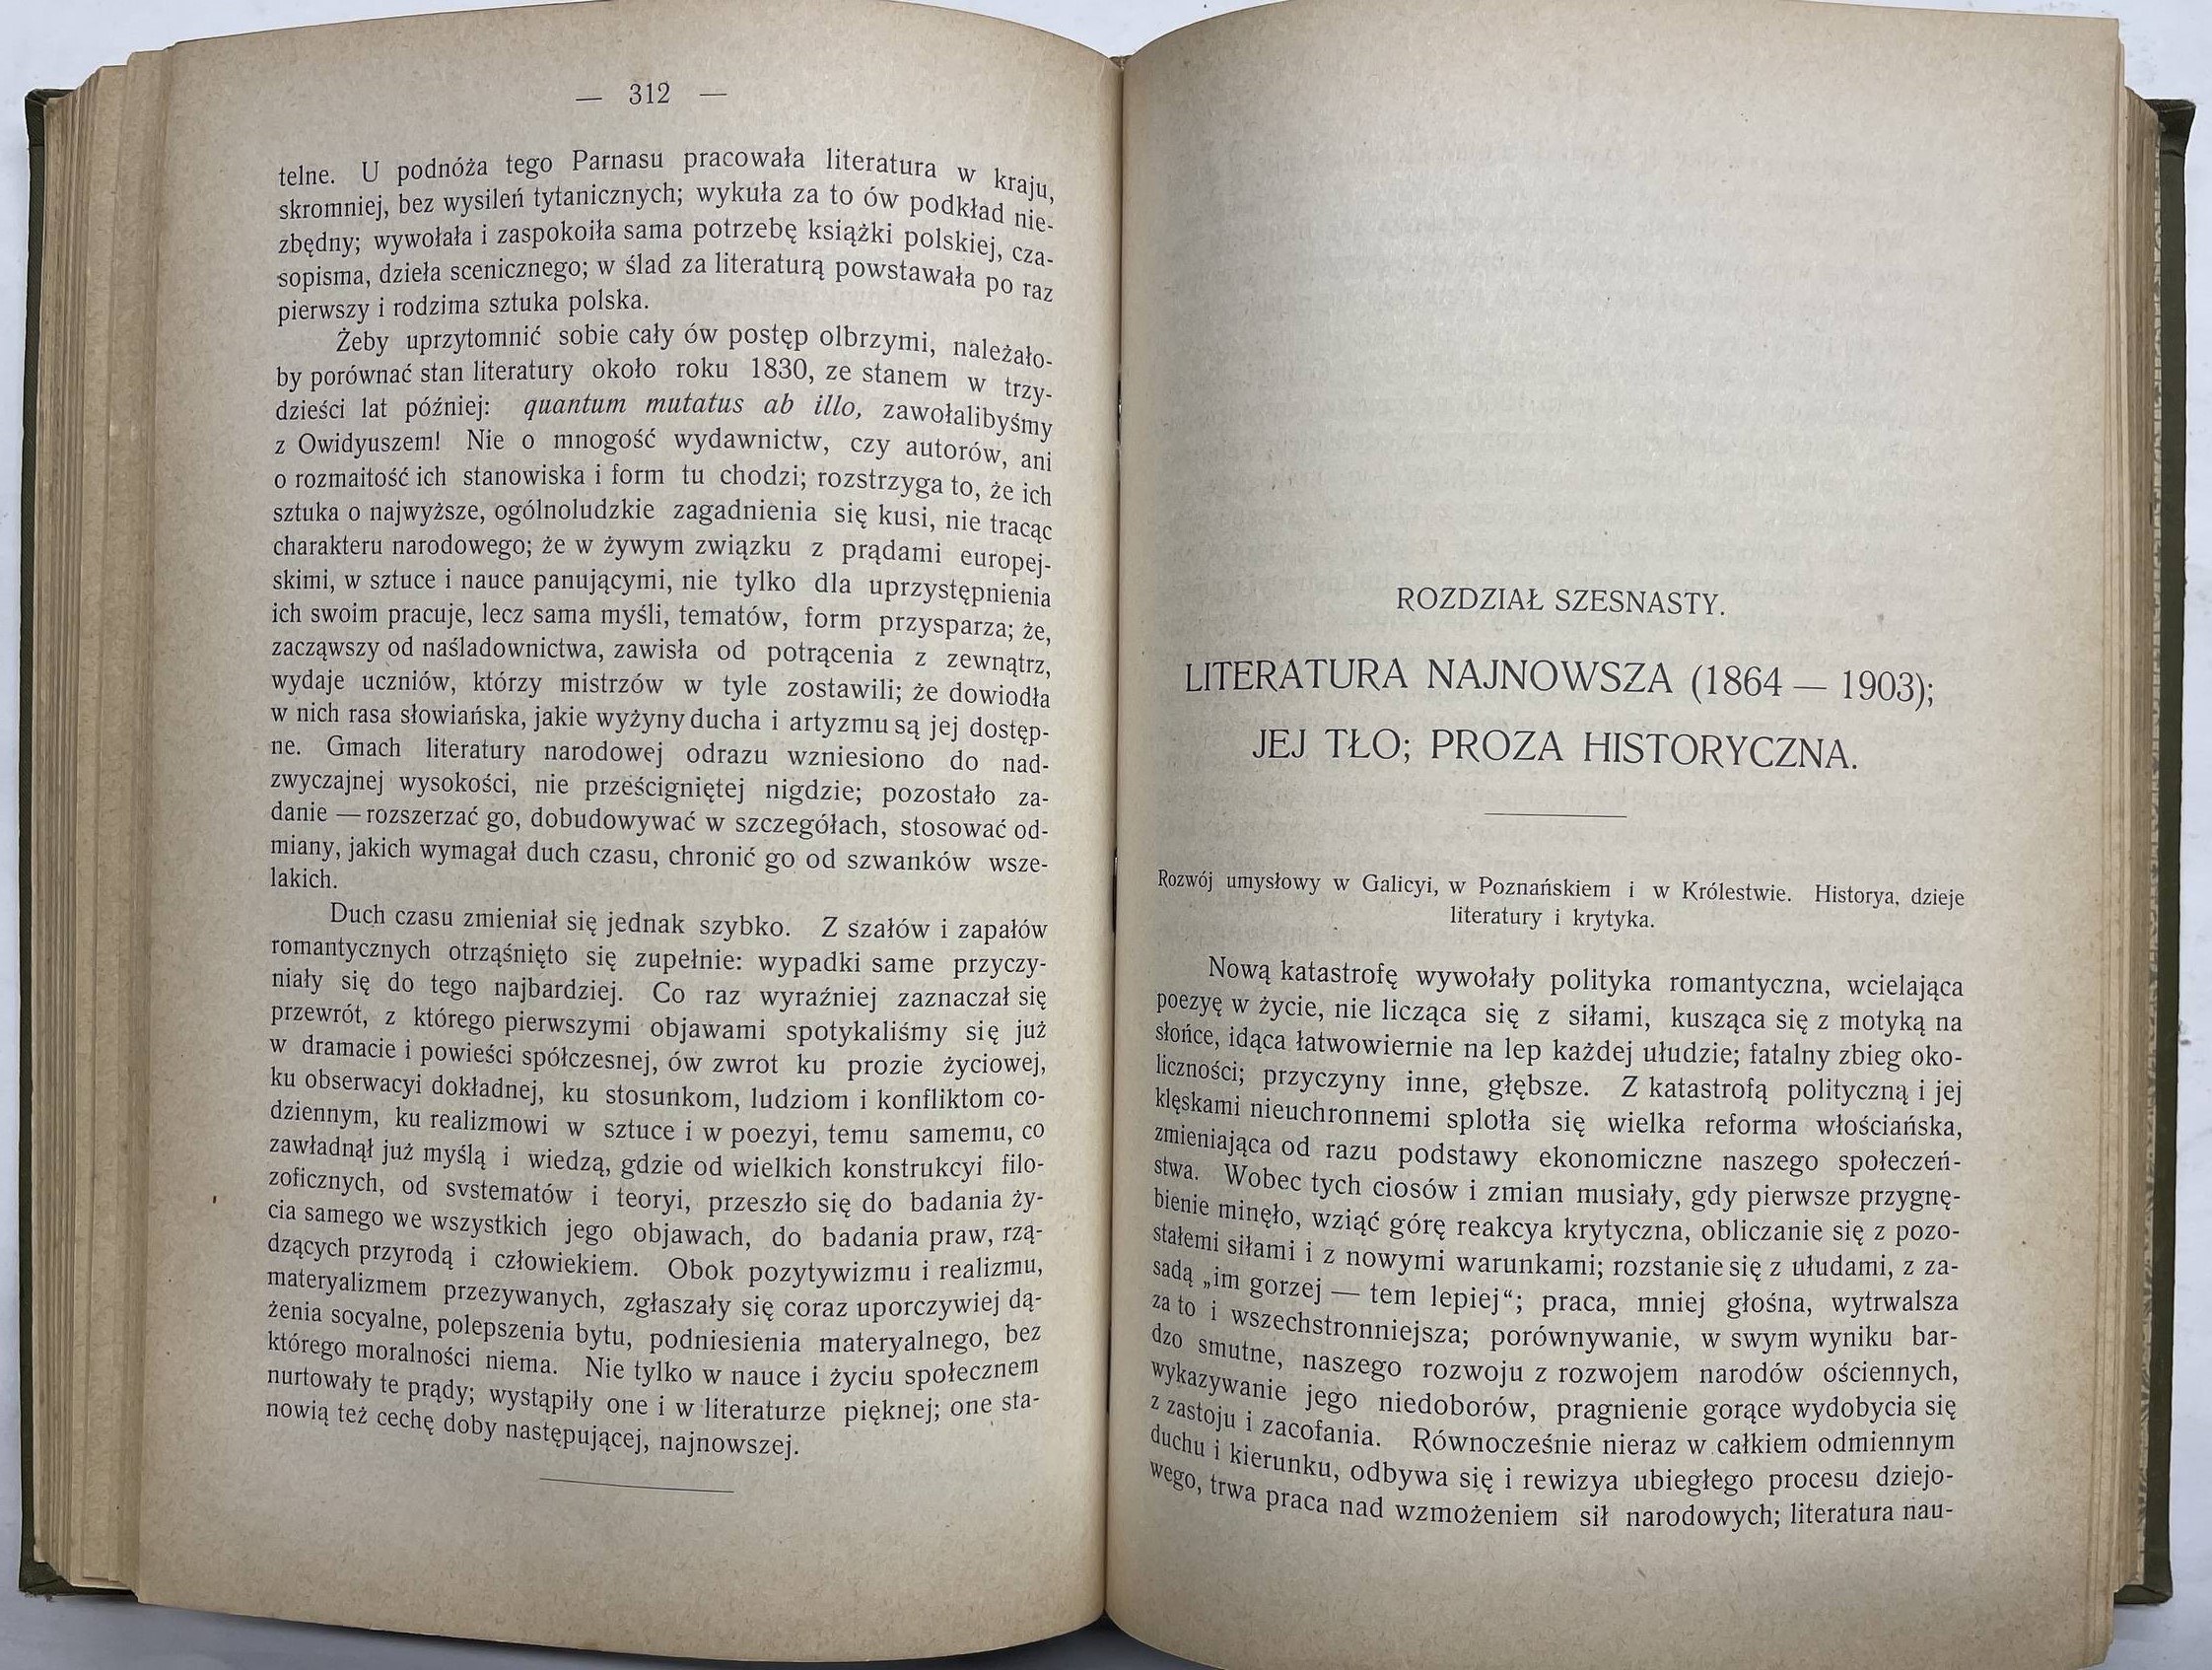 — 312 —
telne. U podnóża tego Parnasu pracowała literatura w kraju,
skromniej, bez wysileń tytanicznych; wykuła za to ów podkład nie-
zbędny; wywołała i zaspokoiła sama potrzebę książki polskiej, cza-
sopisma, dzieła scenicznego; w ślad za literaturą powstawała po raz
pierwszy i rodzima sztuka polska.
Żeby uprzytomnić sobie cały ów postęp olbrzymi, należało-
by porównać stan literatury około roku 1830, ze stanem w trzy-
dzieści lat później: quantum mutatus ab illo, zawołalibyśmy
z Owidyuszem! Nie o mnogość wydawnictw, czy autorów, ani
o rozmaitość ich stanowiska i form tu chodzi; rozstrzyga to, że ich
sztuka o najwyższe, ogólnoludzkie zagadnienia się kusi, nie tracąc
charakteru narodowego; że w żywym związku z prądami europej-
skimi, w sztuce i nauce panującymi, nie tylko dla uprzystępnienia
ich swoim pracuje, lecz sama myśli, tematów, form przysparza; że,
zacząwszy od naśladownictwa, zawisła od potrącenia z zewnątrz,
wydaje uczniów, którzy mistrzów w tyle zostawili; że dowiodła
w nich rasa słowiańska, jakie wyżyny ducha i artyzmu są jej dostęp-
ne. Gmach literatury narodowej odrazu wzniesiono do nad-
zwyczajnej wysokości, nie prześcigniętej nigdzie; pozostało za-
danie — rozszerzać go, dobudowywać w szczegółach, stosować od-
miany, jakich wymagał duch czasu, chronić go od szwanków wsze-
lakich.
Duch czasu zmieniał się jednak szybko. Z szałów i zapałów
romantycznych otrząśnięto się zupełnie: wypadki same przyczy-
niały się do tego najbardziej. Co raz wyraźniej zaznaczał się
przewrót, z którego pierwszymi objawami spotykaliśmy się już
w dramacie i powieści spółczesnej, ów zwrot ku prozie życiowej,
ku obserwacyi dokładnej, ku stosunkom, ludziom i konfliktom co-
dziennym, ku realizmowi w sztuce i w poezyi, temu samemu, co
zawładnął już myślą i wiedzą, gdzie od wielkich konstrukcyi filo-
zoficznych, od svstematów i teoryi, przeszło się do badania ży-
cia samego we wszystkich jego objawach, do badania praw, rzą-
dzących przyrodą i człowiekiem. Obok pozytywizmu i realizmu,
materyalizmem przezywanych, zgłaszały się coraz uporczywiej dą-
żenia socyalne, polepszenia bytu, podniesienia materyalnego, bez
którego moralności niema. Nie tylko w nauce i życiu społecznem
nurtowały te prądy; wystąpiły one i w literaturze pięknej; one sta-
nowią też cechę doby następującej, najnowszej.
ROZDZIAŁ SZESNASTY.
LITERATURA NAJNOWSZA (1864 — 1903);
JEJ TŁO; PROZA HISTORYCZNA.
Rozwój umysłowy w Galicyi, w Poznańskiem i w Królestwie. Historya, dzieje
literatury i krytyka.
Nową katastrofę wywołały polityka romantyczna, wcielająca
poezyę w życie, nie licząca się z siłami, kusząca się z motyką na
słońce, idąca łatwowiernie na lep każdej ułudzie; fatalny zbieg oko-
liczności; przyczyny inne, głębsze. Z katastrofą polityczną i jej
klęskami nieuchronnemi splotła się wielka reforma włościańska,
zmieniająca od razu podstawy ekonomiczne naszego społeczeń-
stwa. Wobec tych ciosów i zmian musiały, gdy pierwsze przygnę-
bienie minęło, wziąć górę reakcya krytyczna, obliczanie się z pozo-
stałemi siłami i z nowymi warunkami; rozstanie się z ułudami, z za-
sadą „im gorzej — tem lepiej“; praca, mniej głośna, wytrwalsza
za to i wszechstronniejsza; porównywanie, w swym wyniku bar-
dzo smutne, naszego rozwoju z rozwojem narodów ościennych,
wykazywanie jego niedoborów, pragnienie gorące wydobycia się
z zastoju i zacofania. Równocześnie nieraz w całkiem odmiennym
duchu i kierunku, odbywa się i rewizya ubiegłego procesu dziejo-
wego, trwa praca nad wzmożeniem sił narodowych; literatura nau-